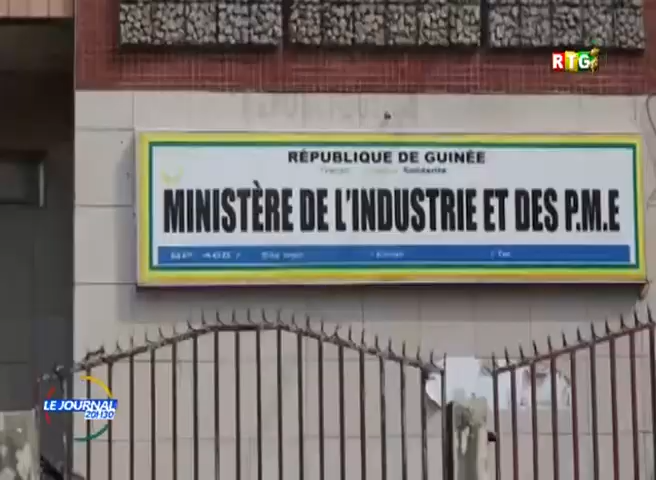 RTG
RÉPUBLIQUE DE GUINÉE
Solidarité
MINISTÈRE DE L'INDUSTRIE ET DES P.M.E
LE JOURNAL
20H30